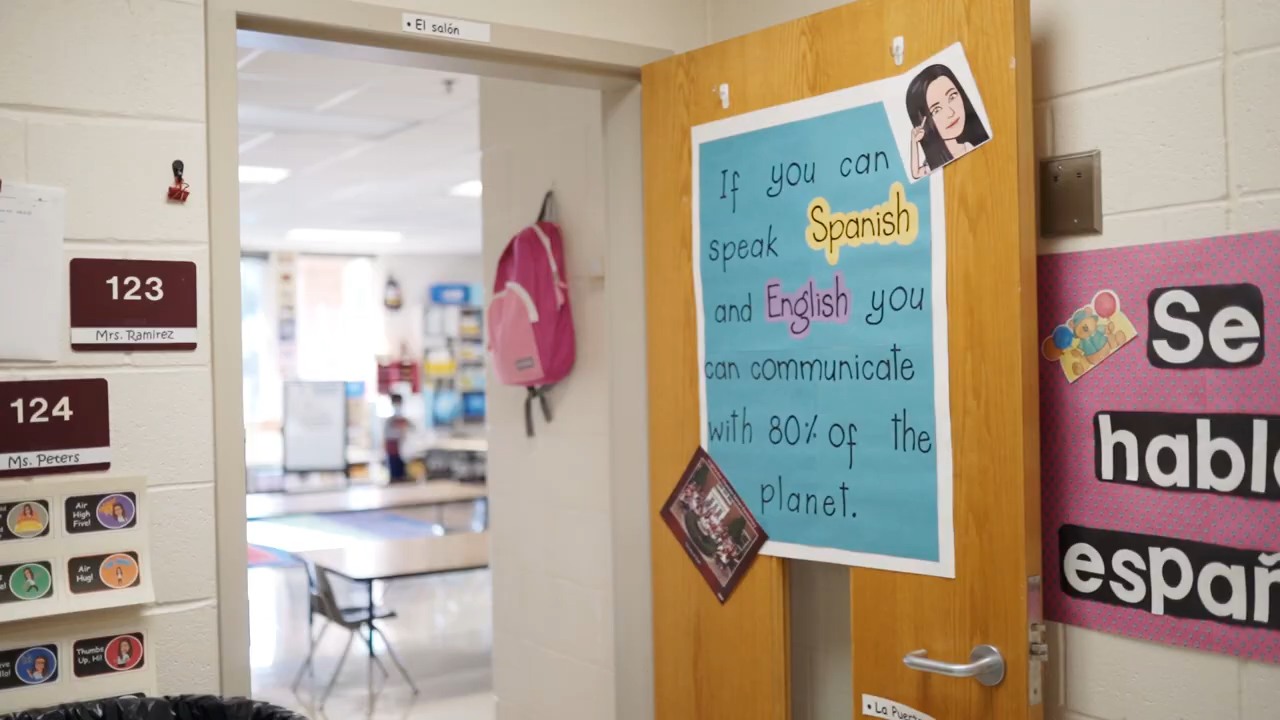 • El salón
123
Mrs. Ramirez
124
Ms. Peters
Air
High
Five!
Air
Hug!
Thumbs
Up, Hi!
If you can
speak Spanish
and English you
can communicate
with 80% of the
planet.
Se
habl
españ
• La Puerta